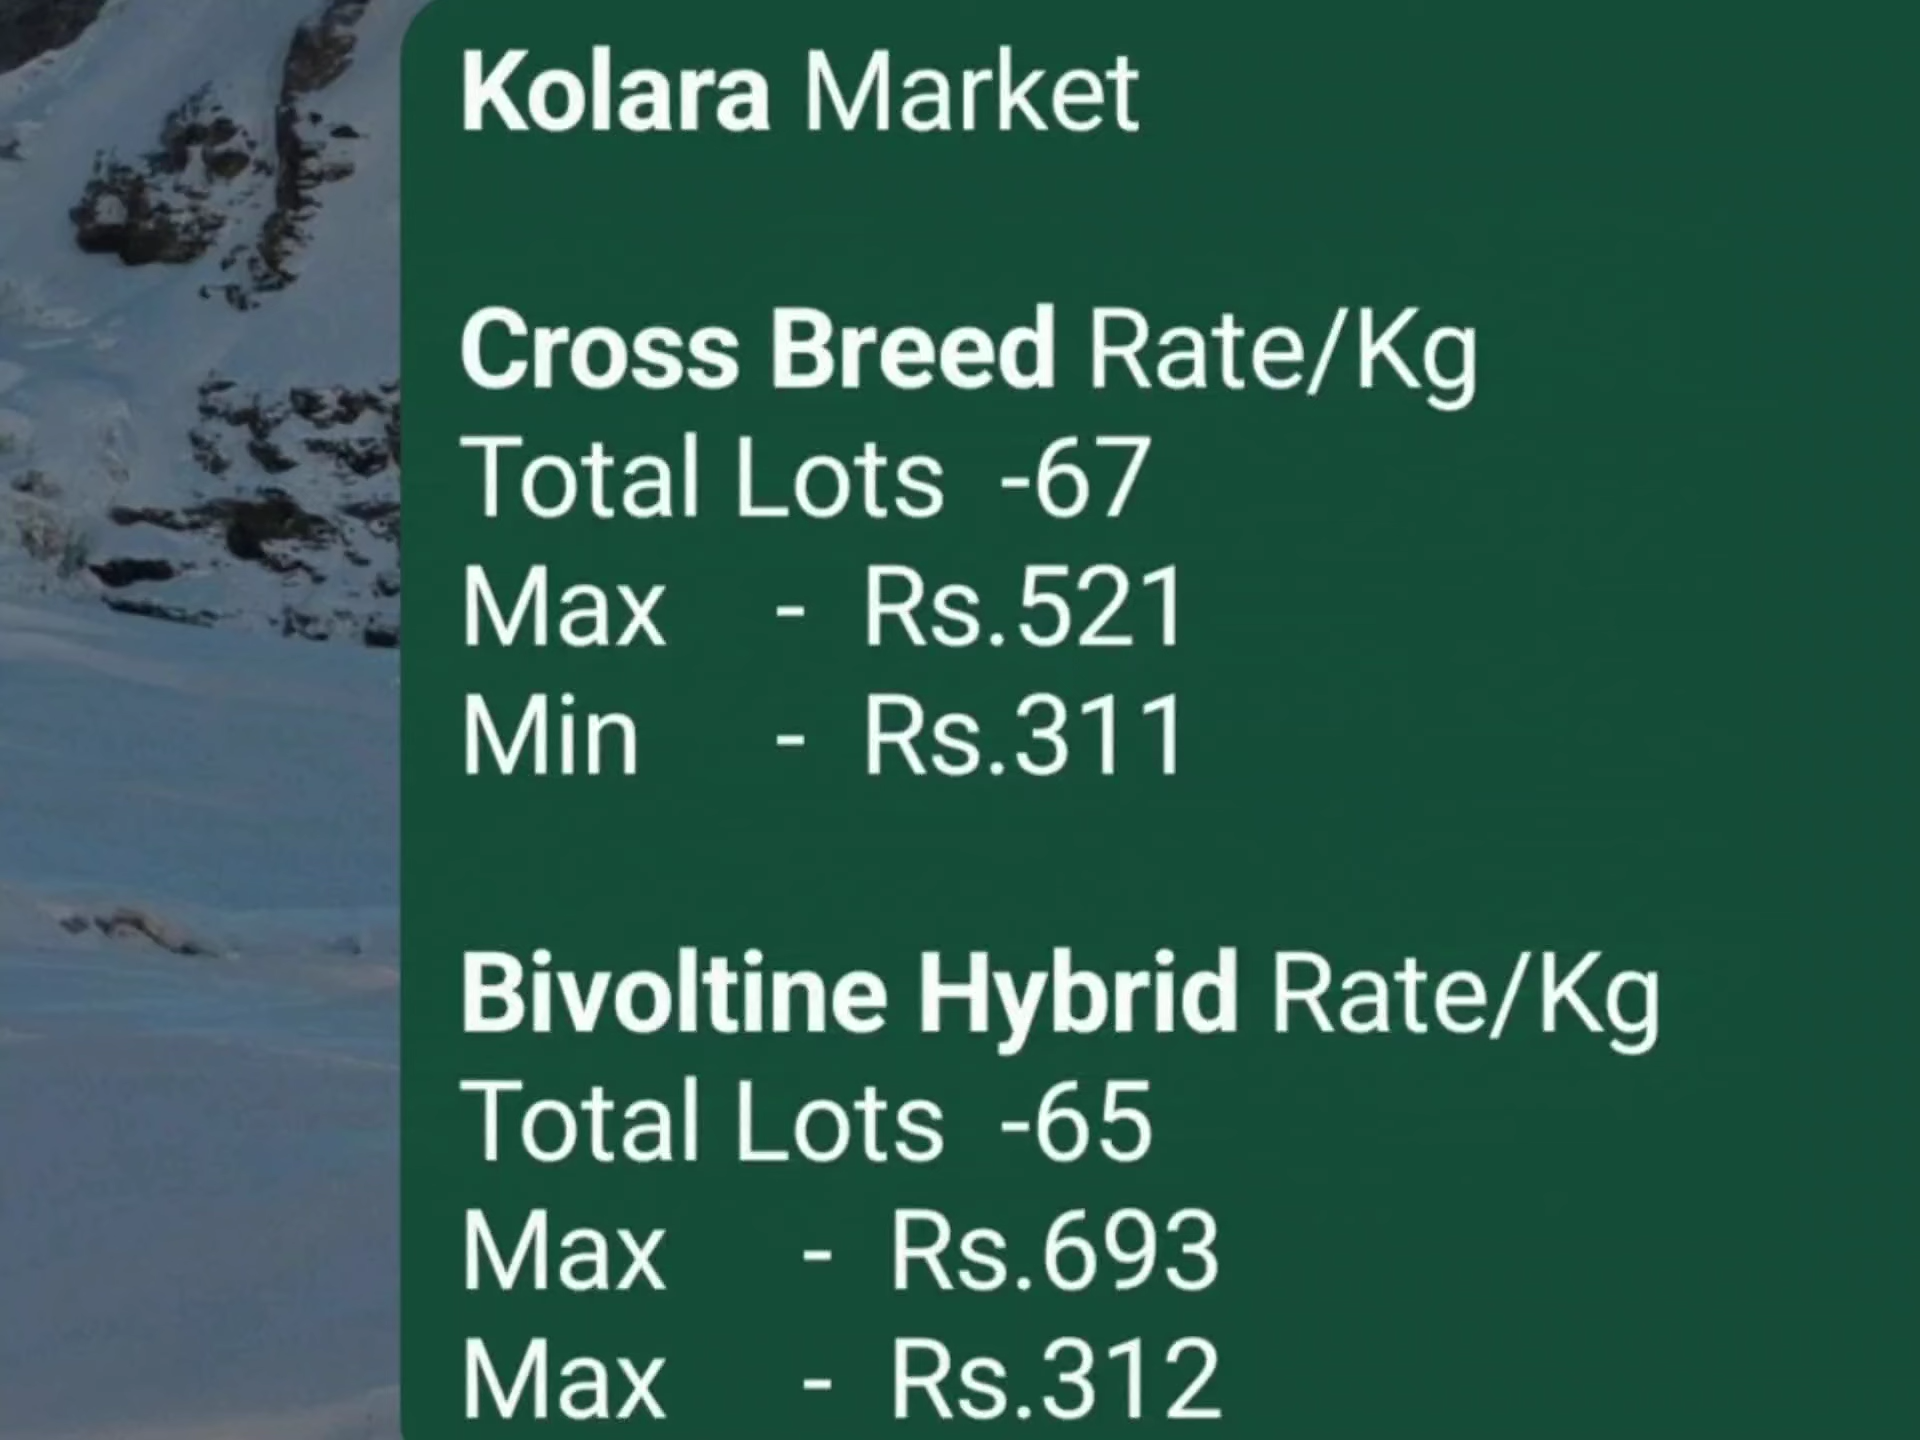 Kolara Market
Cross Breed Rate/Kg
Total Lots -67
Max - Rs.521
Min - Rs.311
Bivoltine Hybrid Rate/Kg
Total Lots -65
Max - Rs.693
Max - Rs.312